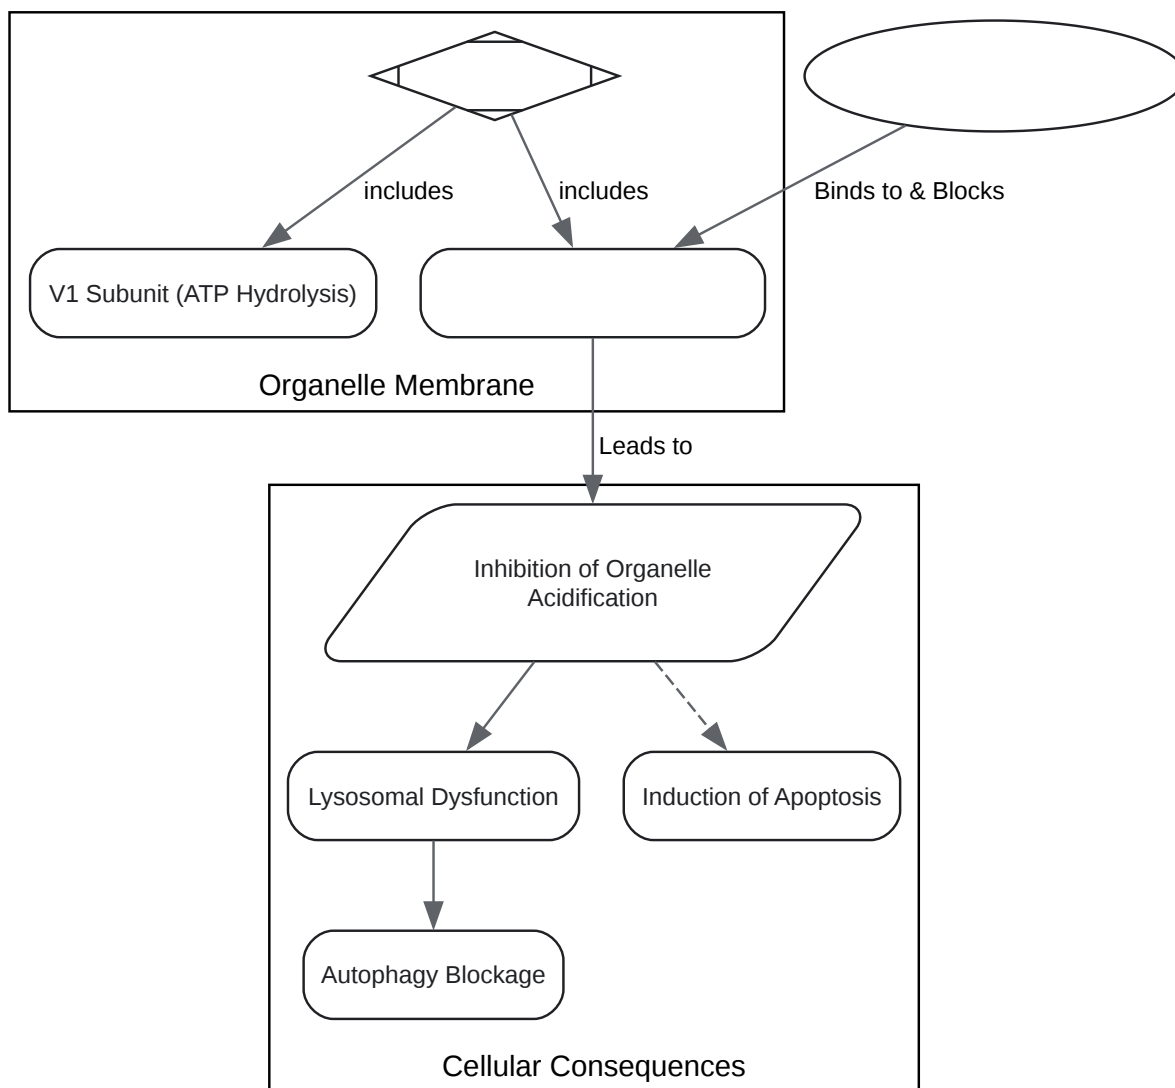 includes
includes
Binds to & Blocks
V1 Subunit (ATP Hydrolysis)
Organelle Membrane
Leads to
Inhibition of Organelle
Acidification
Lysosomal Dysfunction
Induction of Apoptosis
Autophagy Blockage
Cellular Consequences